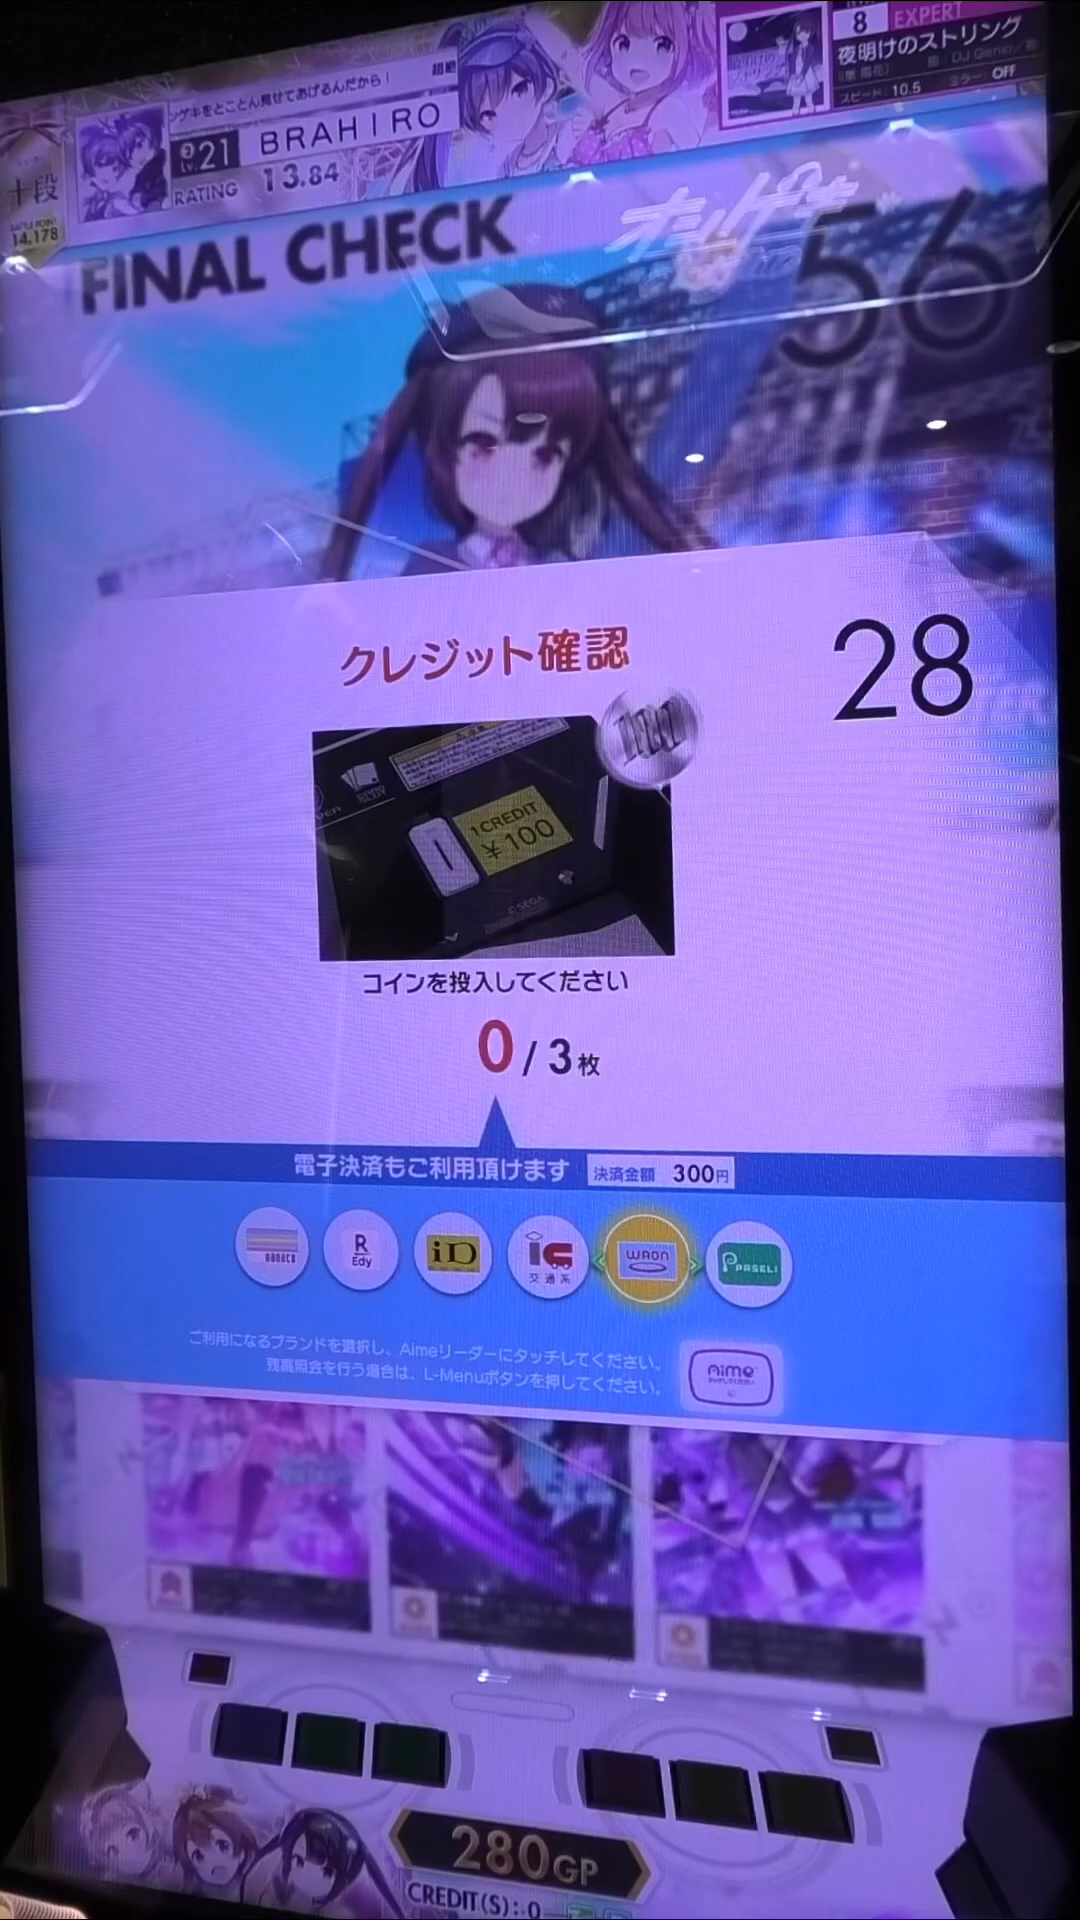 8 EXPERT
夜明けのストリング
スピード: 10.5 ミラー: OFF
ンゲキをとことん見せてあげるんだから!
Lv.21 BRAHIRO
RATING 13.84
十段
BATTLE POINT
14,178
オンゲキ
FINAL CHECK
56
クレジット確認
28
100
1CREDIT
¥100
SEGA
コインを投入してください
0/3枚
電子決済もご利用頂けます 決済金額 300円
nanaco
R Edy
iD
IC 交通系
WAON
PASELI
ご利用になるブランドを選択し、Aimeリーダーにタッチしてください。
残高照会を行う場合は、L-Menuボタンを押してください。
Aime
280GP
CREDIT(S): 0